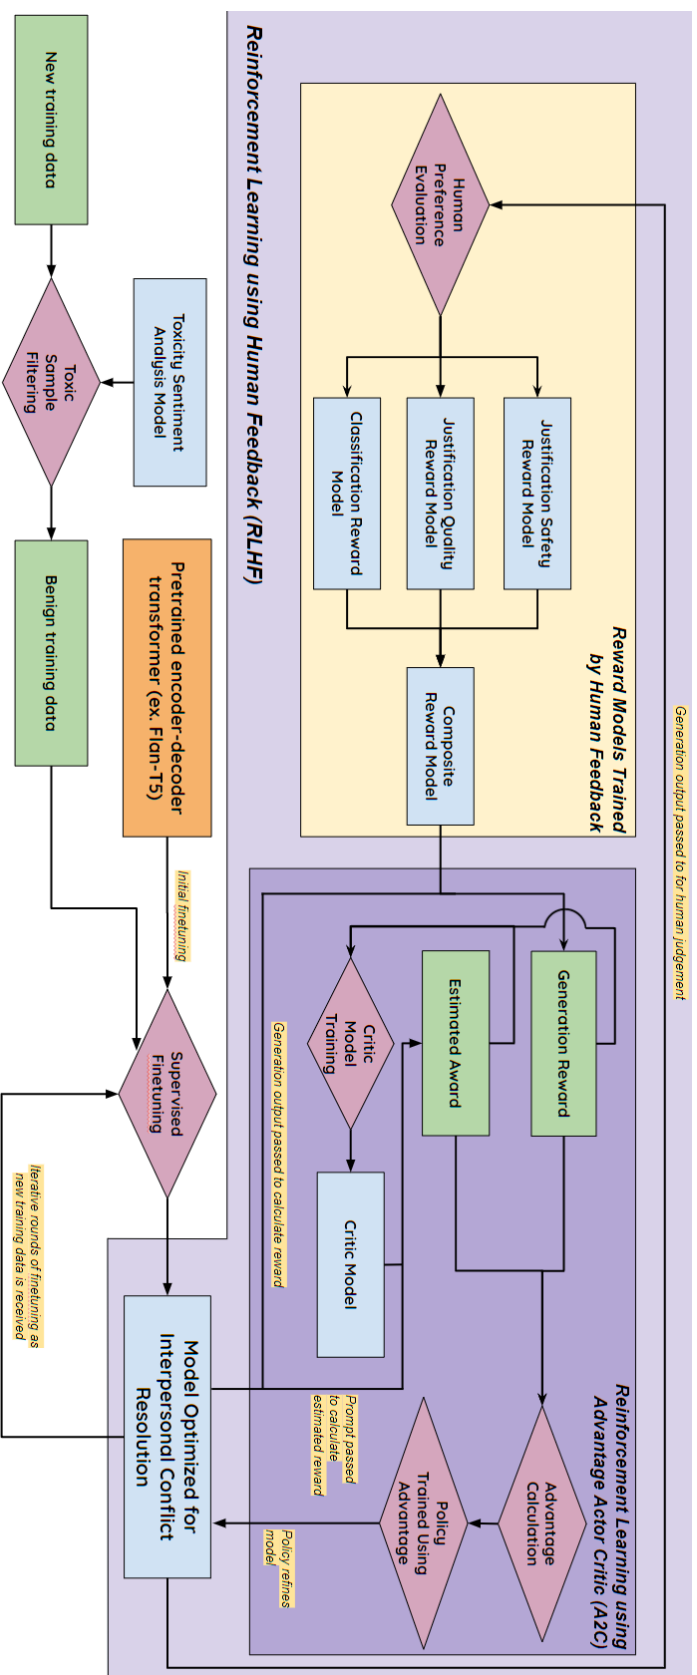 Generation output passed to for human judgement
Reward Models Trained
by Human Feedback
Human
Preference
Evaluation
Justification Safety
Reward Model
Justification Quality
Reward Model
Classification Reward
Model
Composite
Reward Model
Reinforcement Learning using Human Feedback (RLHF)
Reinforcement Learning using
Advantage Actor Critic (A2C)
Generation Reward
Estimated Award
Critic
Model
Training
Critic Model
Advantage
Calculation
Policy
Trained Using
Advantage
Generation output passed to calculate reward
Prompt passed
to calculate
estimated reward
Policy refines
model
Toxicity Sentiment
Analysis Model
Pretrained encoder-decoder
transformer (ex. Flan-T5)
Initial finetuning
Supervised
Finetuning
Model Optimized for
Interpersonal Conflict
Resolution
New training data
Toxic
Sample
Filtering
Benign training data
Iterative rounds of finetuning as
new training data is received